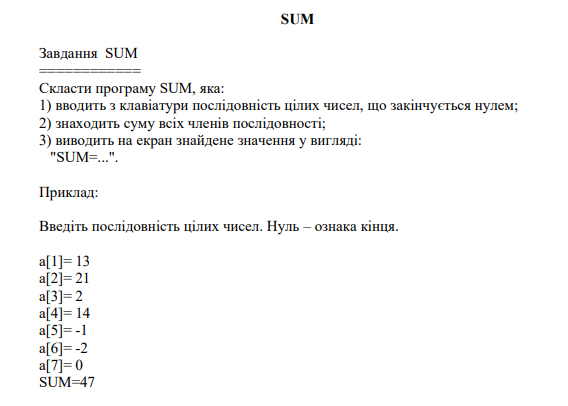 SUM
Завдання SUM
============
Скласти програму SUM, яка:
1) вводить з клавіатури послідовність цілих чисел, що закінчується нулем;
2) знаходить суму всіх членів послідовності;
3) виводить на екран знайдене значення у вигляді:
"SUM=...".
Приклад:
Введіть послідовність цілих чисел. Нуль – ознака кінця.
a[1]= 13
a[2]= 21
a[3]= 2
a[4]= 14
a[5]= -1
a[6]= -2
a[7]= 0
SUM=47